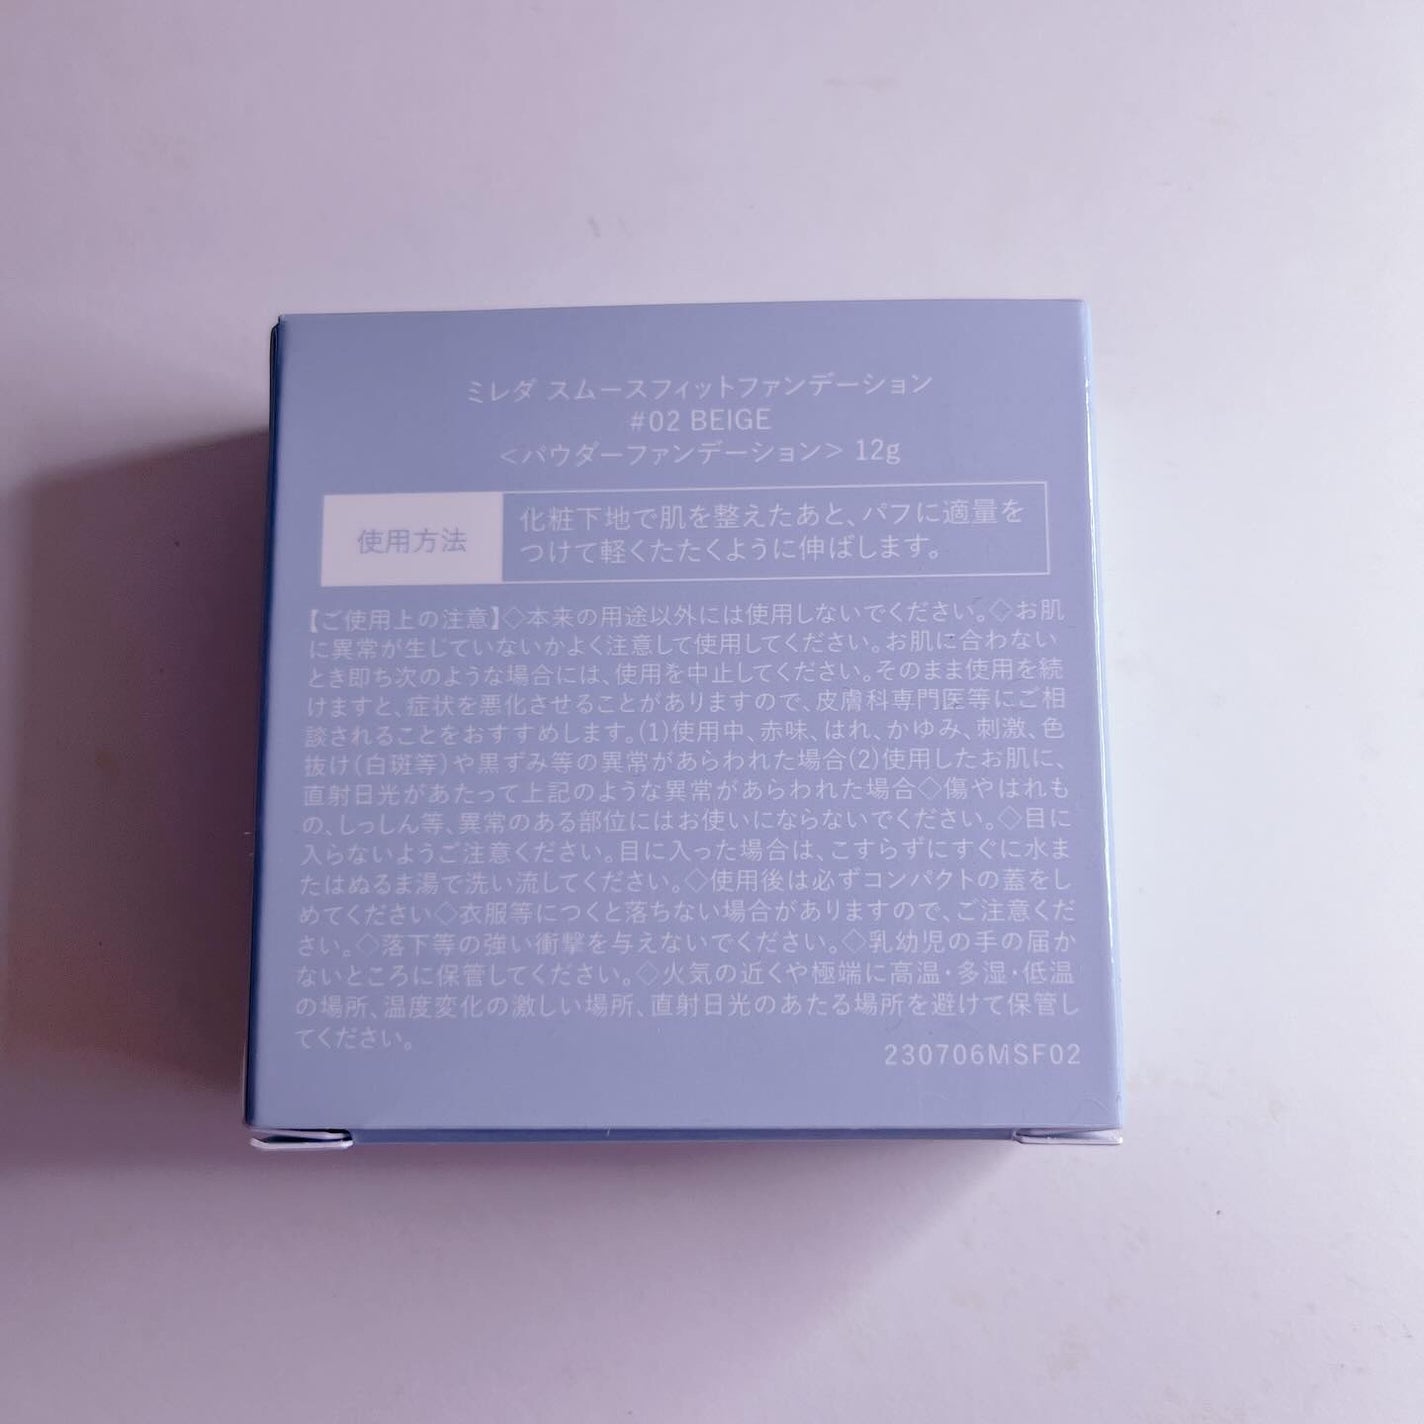 ミレダ スムースフィットファンデーション
#02 BEIGE
<パウダーファンデーション> 12g
使用方法
化粧下地で肌を整えたあと、パフに適量を
つけて軽くたたくように伸ばします。
【ご使用上の注意】◇本来の用途以外には使用しないでください。◇お肌
に異常が生じていないかよく注意して使用してください。お肌に合わない
とき即ち次のような場合には、使用を中止してください。そのまま使用を続
けますと、症状を悪化させることがありますので、皮膚科専門医等にご相
談されることをおすすめします。(1)使用中、赤味、はれ、かゆみ、刺激、色
抜け(白斑等)や黒ずみ等の異常があらわれた場合(2)使用したお肌に、
直射日光があたって上記のような異常があらわれた場合◇傷やはれも
の、しっしん等、異常のある部位にはお使いにならないでください。◇目に
入らないようご注意ください。目に入った場合は、こすらずにすぐに水ま
たはぬるま湯で洗い流してください。◇使用後は必ずコンパクトの蓋をし
めてください◇衣服等につくと落ちない場合がありますので、ご注意くだ
さい。◇落下等の強い衝撃を与えないでください。◇乳幼児の手の届か
ないところに保管してください。◇火気の近くや極端に高温・多湿・低温
の場所、温度変化の激しい場所、直射日光のあたる場所を避けて保管し
てください。
230706MSF02